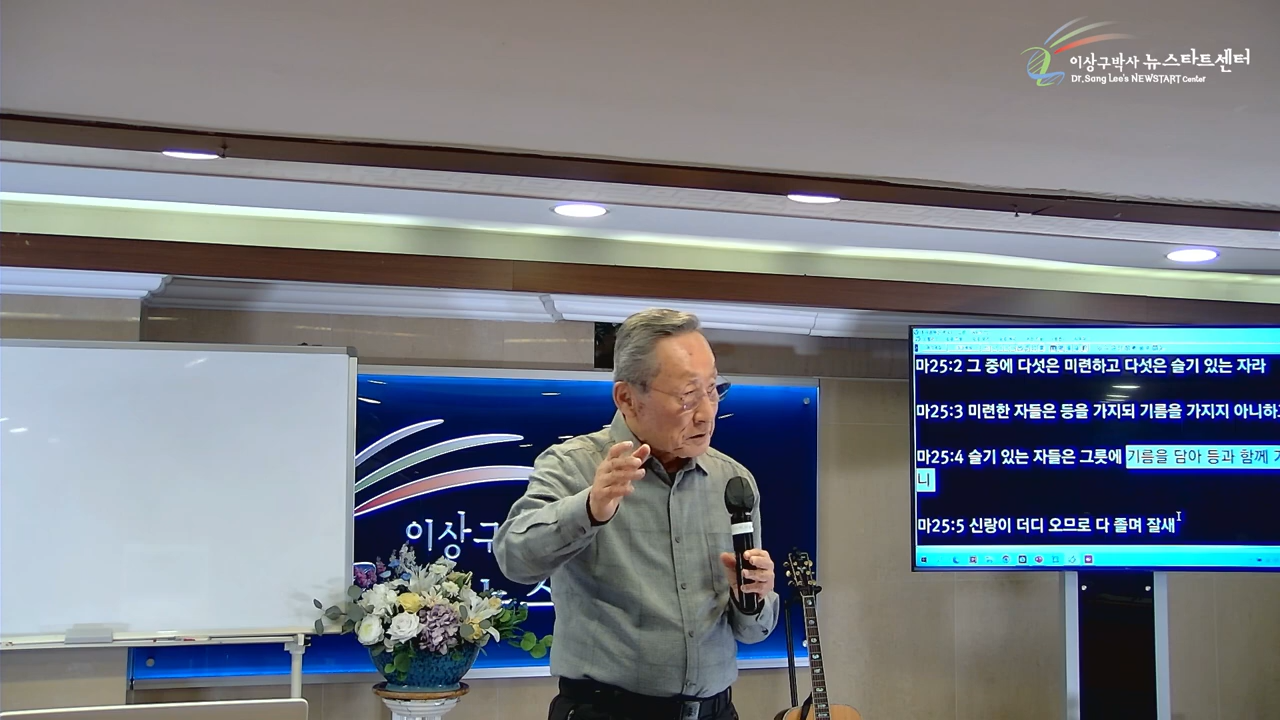 이상구박사 뉴스타트센터
Dr. Sang Lee's NEWSTART Center
마25:2 그 중에 다섯은 미련하고 다섯은 슬기 있는 자라
마25:3 미련한 자들은 등을 가지되 기름을 가지지 아니하고
마25:4 슬기 있는 자들은 그릇에 기름을 담아 등과 함께
니
마25:5 신랑이 더디 오므로 다 졸며 잘새
이상구